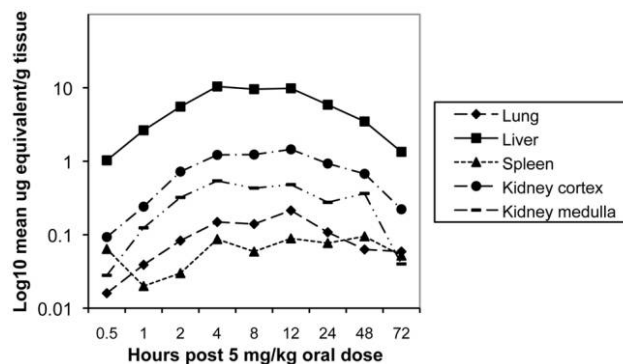 Log10 mean ug equivalent/g tissue
10
1
0.1
0.01
0.5 1 2 4 8 12 24 48 72
Hours post 5 mg/kg oral dose
Lung
Liver
Spleen
Kidney cortex
Kidney medulla